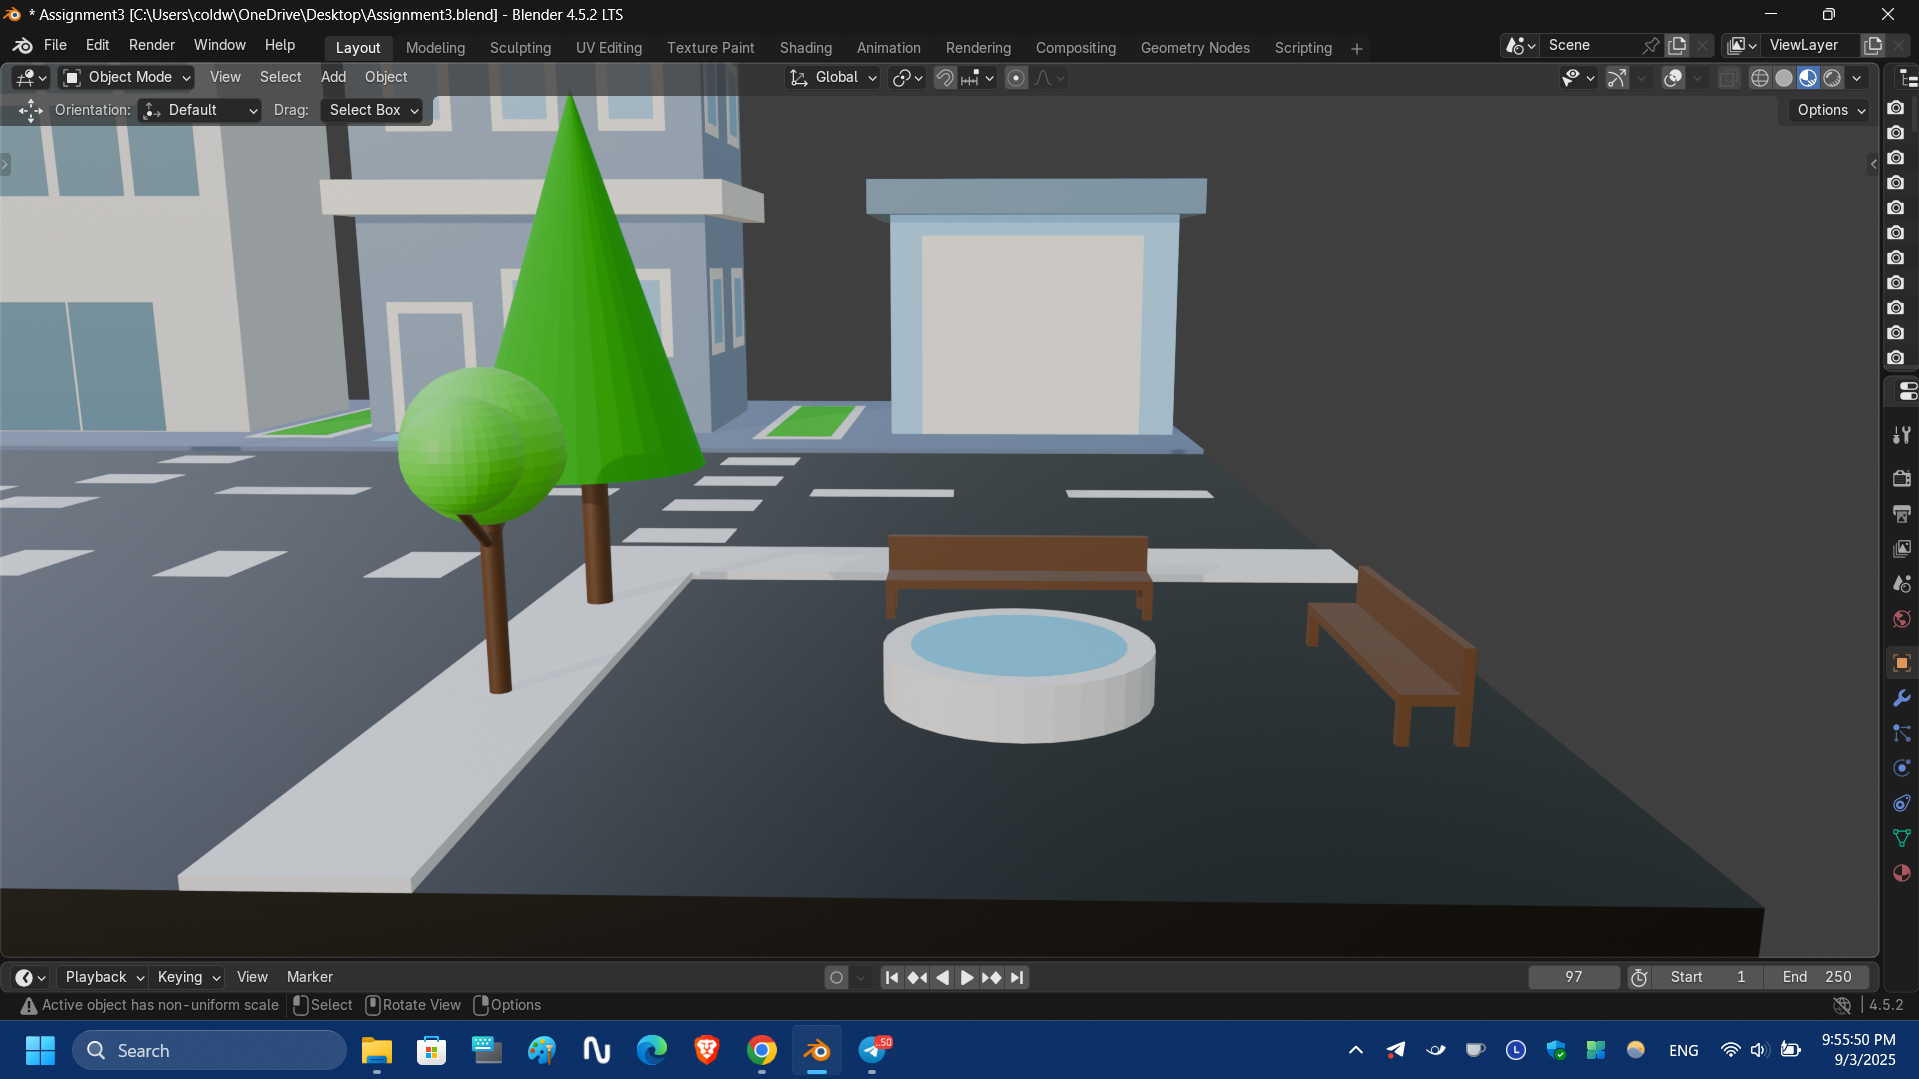 * Assignment3 [C:\Users\coldw\OneDrive\Desktop\Assignment3.blend] - Blender 4.5.2 LTS
File Edit Render Window Help Layout Modeling Sculpting UV Editing Texture Paint Shading Animation Rendering Compositing Geometry Nodes Scripting + Scene ViewLayer
Object Mode View Select Add Object Global
Orientation: Default Drag: Select Box Options
Playback Keying View Marker 97 Start 1 End 250
Active object has non-uniform scale Select Rotate View Options 4.5.2
Search 50 L ENG 9:55:50 PM
9/3/2025